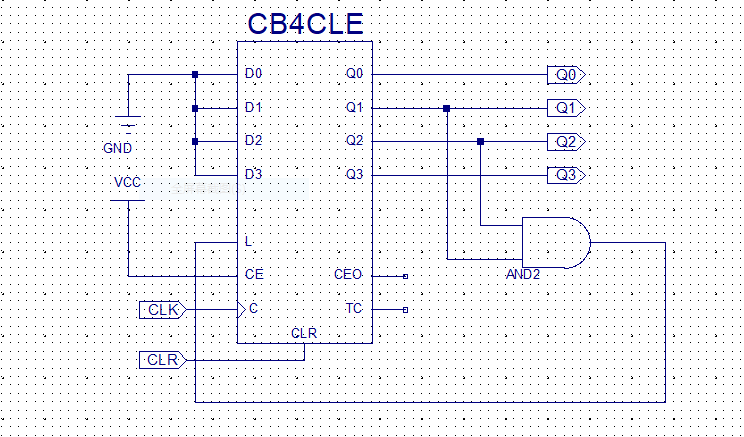 CB4CLE
D0 Q0 Q0
D1 Q1 Q1
D2 Q2 Q2
GND
D3 Q3 Q3
VCC
L
CE CEO AND2
CLK C TC
CLR
CLR